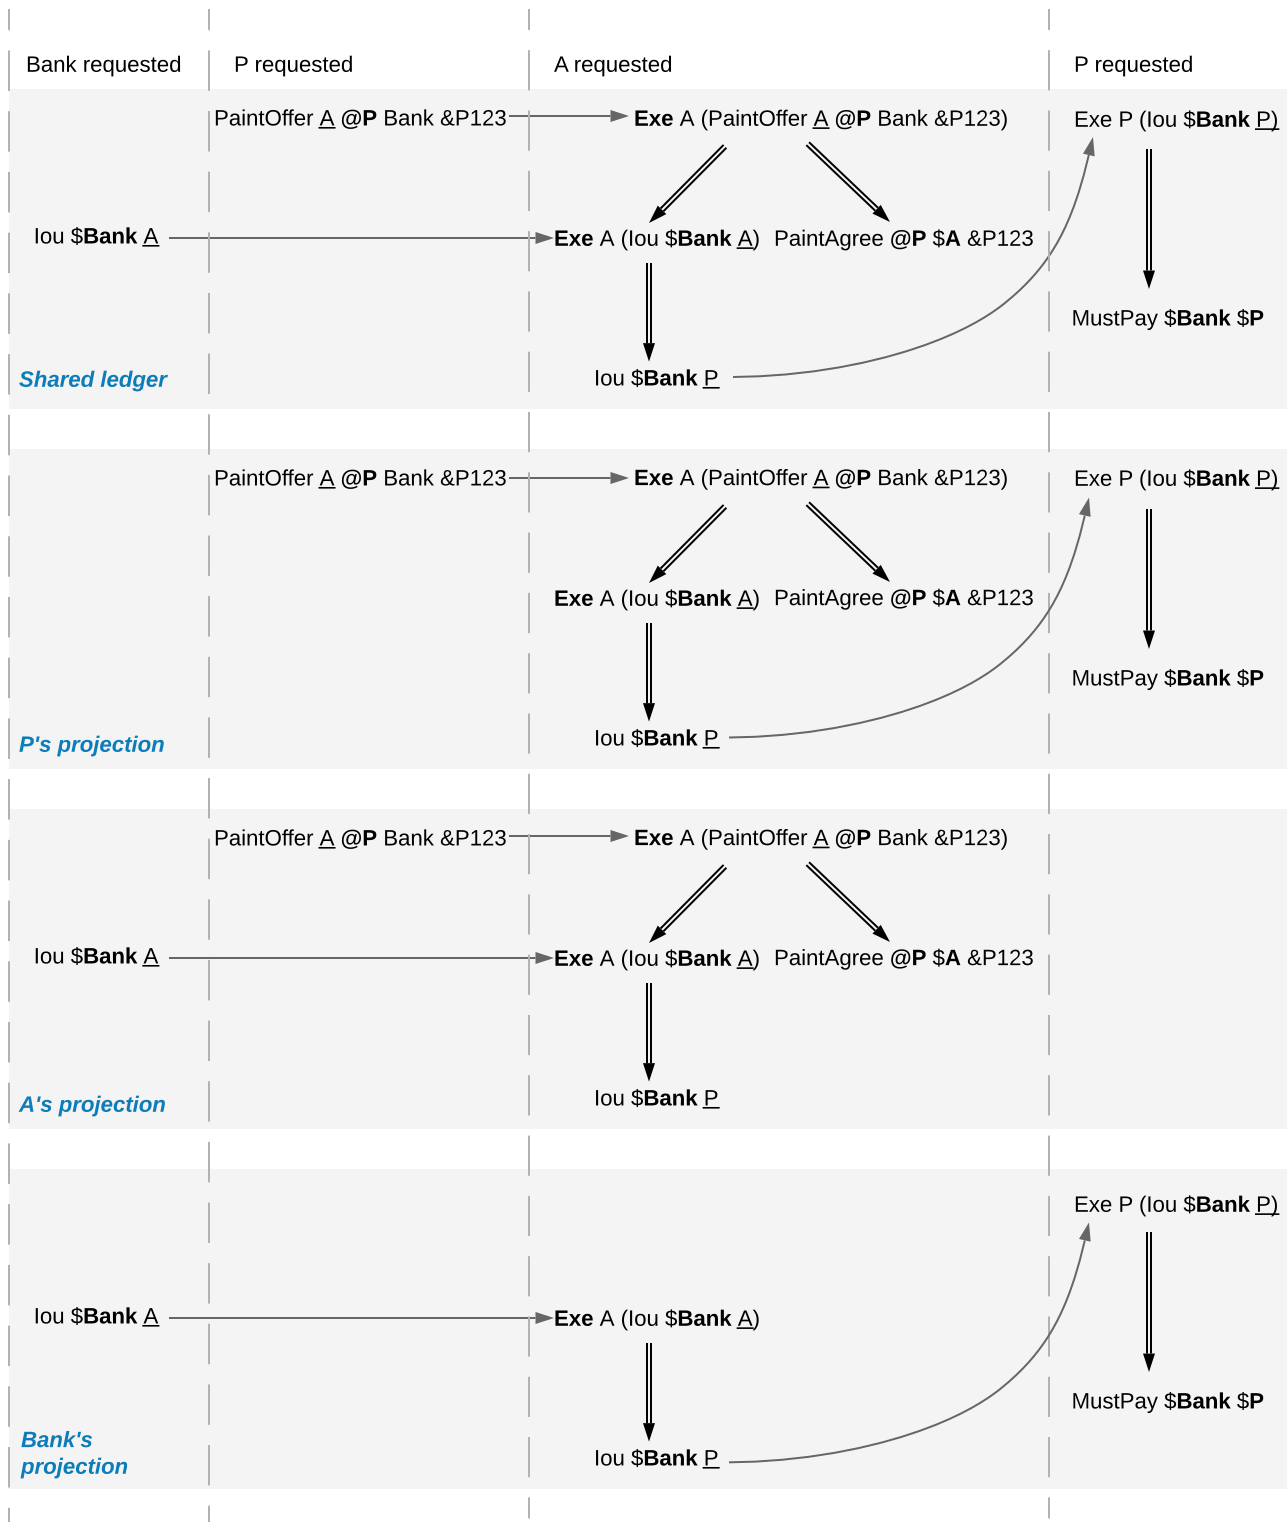 Bank requested
P requested
A requested
P requested
PaintOffer A @P Bank &P123
Exe A (PaintOffer A @P Bank &P123)
Exe P (Iou $Bank P)
Iou $Bank A
Exe A (Iou $Bank A)
PaintAgree @P $A &P123
MustPay $Bank $P
Shared ledger
Iou $Bank P
PaintOffer A @P Bank &P123
Exe A (PaintOffer A @P Bank &P123)
Exe P (Iou $Bank P)
Exe A (Iou $Bank A)
PaintAgree @P $A &P123
MustPay $Bank $P
P's projection
Iou $Bank P
PaintOffer A @P Bank &P123
Exe A (PaintOffer A @P Bank &P123)
Iou $Bank A
Exe A (Iou $Bank A)
PaintAgree @P $A &P123
A's projection
Iou $Bank P
Exe P (Iou $Bank P)
Iou $Bank A
Exe A (Iou $Bank A)
MustPay $Bank $P
Bank's
projection
Iou $Bank P